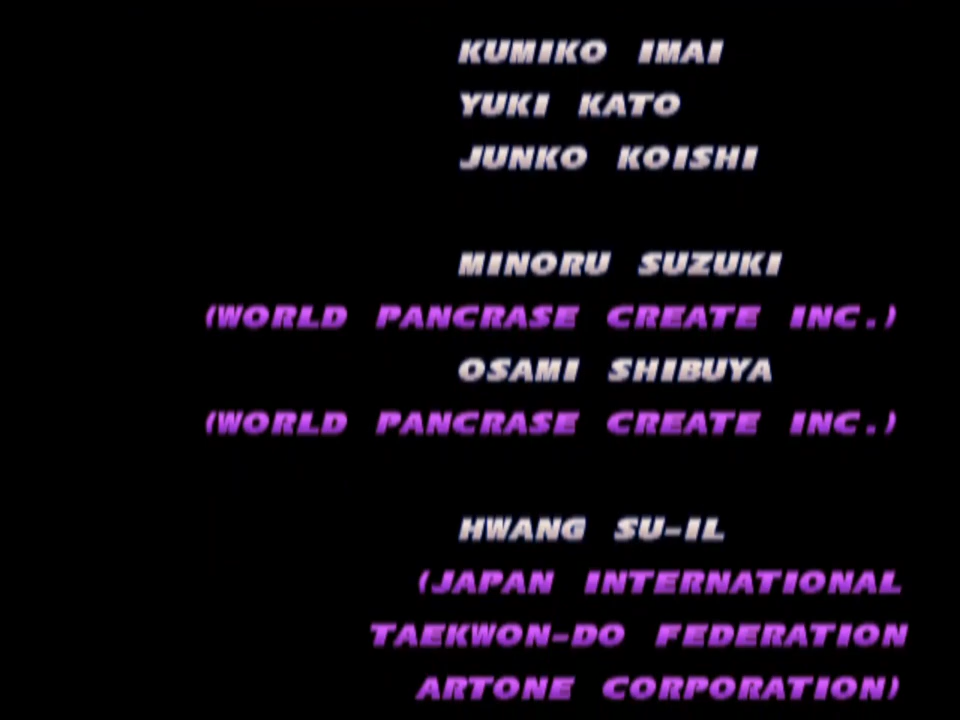 KUMIKO IMAI
YUKI KATO
JUNKO KOISHI
MINORU SUZUKI
(WORLD PANCRASE CREATE INC.)
OSAMI SHIBUYA
(WORLD PANCRASE CREATE INC.)
HWANG SU-IL
(JAPAN INTERNATIONAL
TAEKWON-DO FEDERATION
ARTONE CORPORATION)